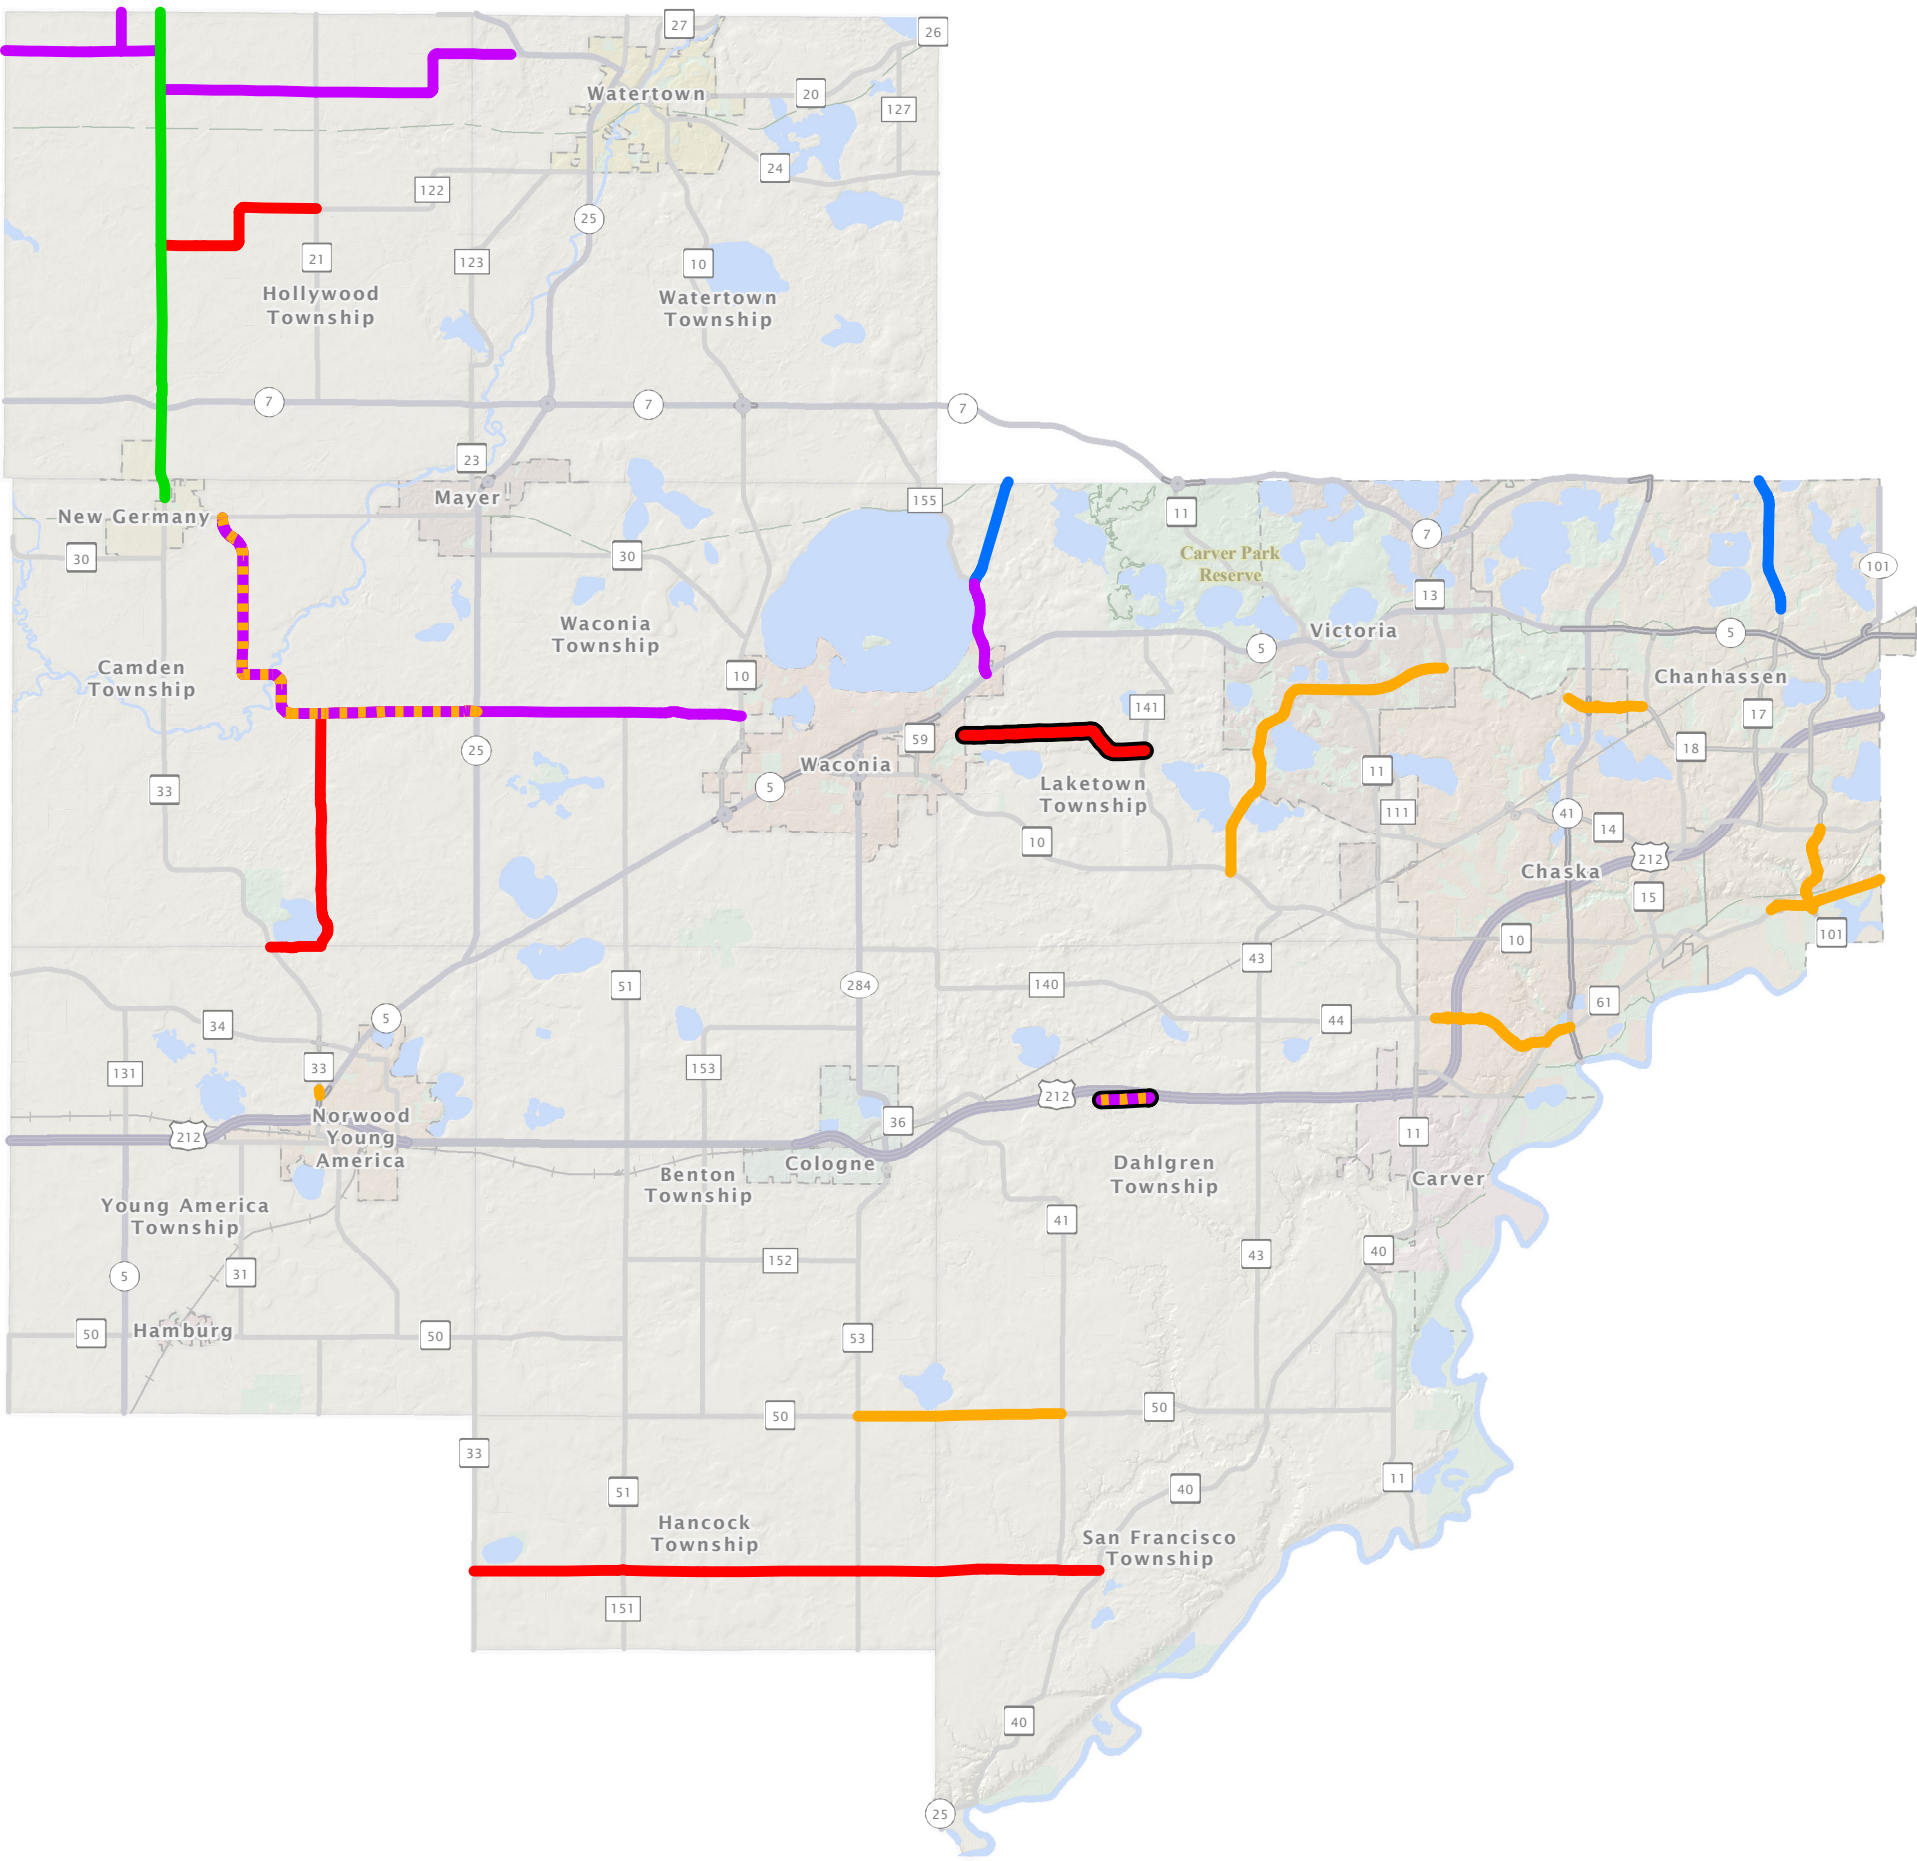 27
26
Watertown
20
127
24
122
25
21
123
10
Hollywood
Township
Watertown
Township
7
7
7
23
Mayer
155
11
New Germany
30
30
7
Carver Park
Reserve
101
13
Waconia
Township
Victoria
5
5
Camden
Township
10
Chanhassen
141
17
59
25
18
Waconia
11
33
5
Laketown
Township
111
41
14
10
212
Chaska
15
101
10
43
51
284
140
61
5
34
44
33
131
153
212
Norwood
Young
America
36
212
11
Cologne
Benton
Township
Dahlgren
Township
Carver
Young America
Township
41
40
43
152
5
31
Hamburg
50
50
53
50
50
33
11
51
40
Hancock
Township
San Francisco
Township
151
40
25